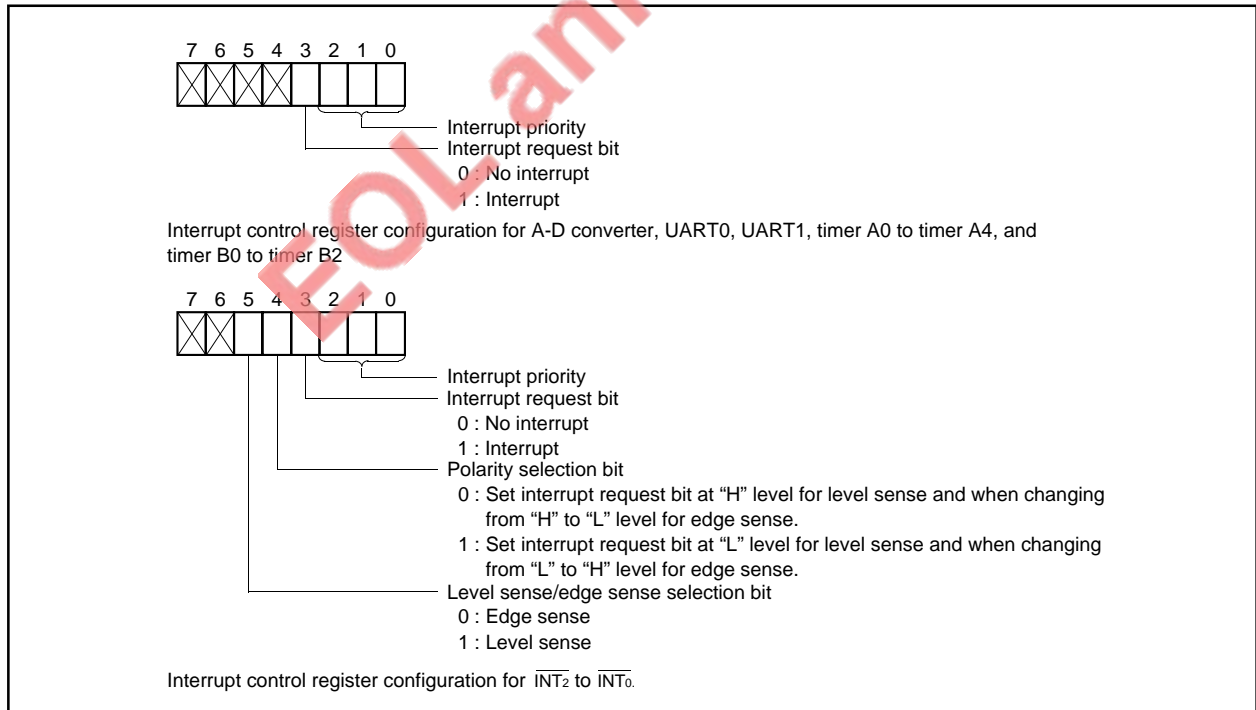 7 6 5 4 3 2 1 0
Interrupt priority
Interrupt request bit
0 : No interrupt
1 : Interrupt
Interrupt control register configuration for A-D converter, UART0, UART1, timer A0 to timer A4, and
timer B0 to timer B2
7 6 5 4 3 2 1 0
Interrupt priority
Interrupt request bit
0 : No interrupt
1 : Interrupt
Polarity selection bit
0 : Set interrupt request bit at “H” level for level sense and when changing
from “H” to “L” level for edge sense.
1 : Set interrupt request bit at “L” level for level sense and when changing
from “L” to “H” level for edge sense.
Level sense/edge sense selection bit
0 : Edge sense
1 : Level sense
Interrupt control register configuration for INT2 to INT0.
EOL